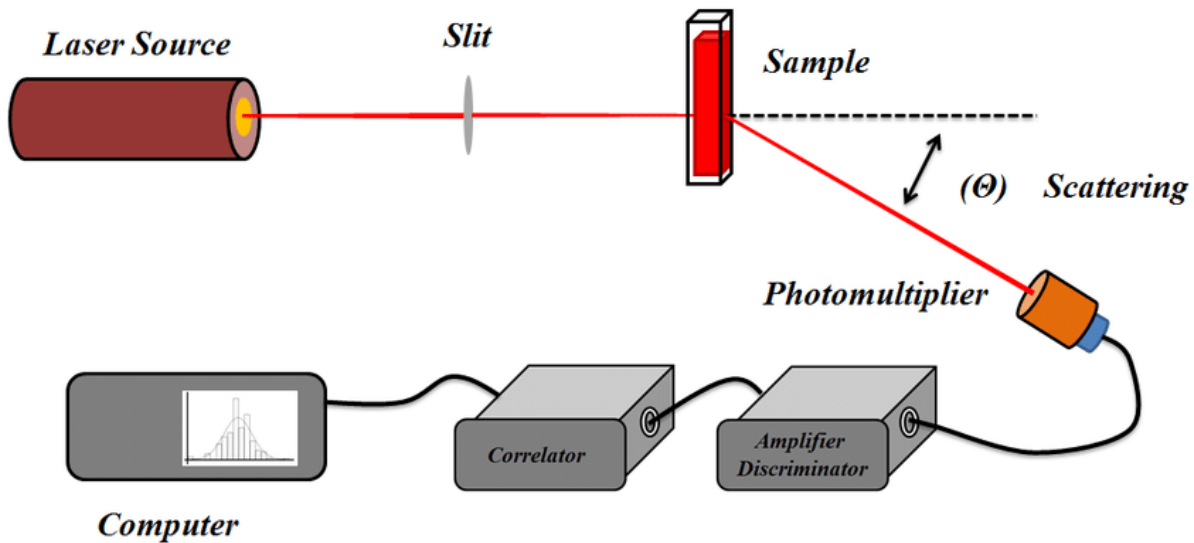 Laser Source
Slit
Sample
(Θ) Scattering
Photomultiplier
Correlator
Amplifier
Discriminator
Computer